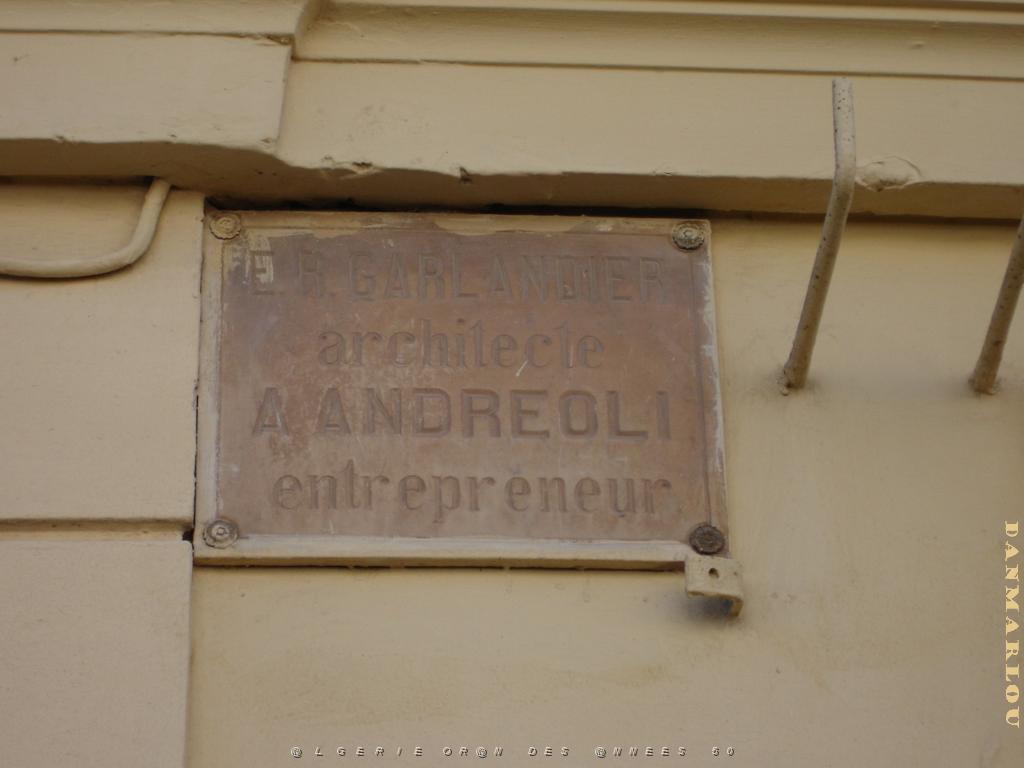 E. R. GARLANDIER
architecte
A ANDREOLI
entrepreneur
DANMARLOU
@LGERIE OR@N DES @NNEES 50